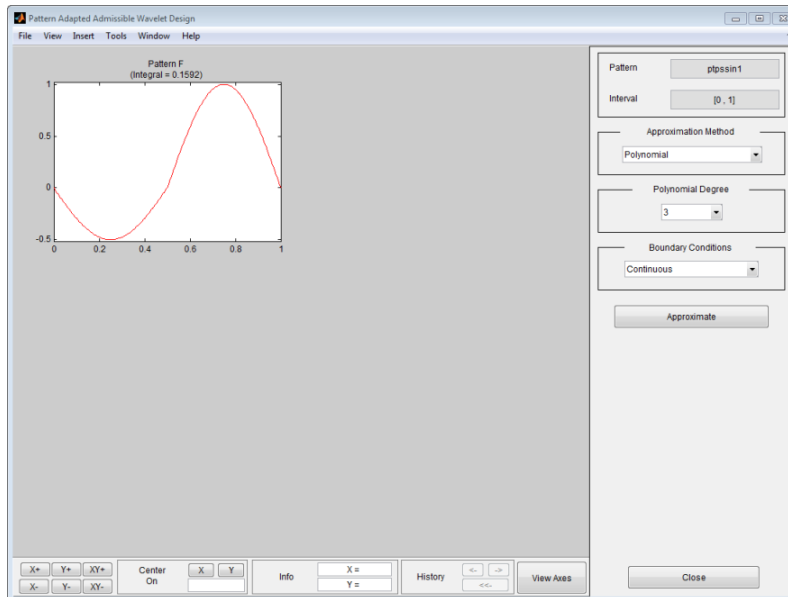 Pattern Adapted Admissible Wavelet Design
File View Insert Tools Window Help
Pattern F
(Integral = 0.1592)
1
0.5
0
-0.5
0 0.2 0.4 0.6 0.8 1
Pattern ptpssin1
Interval [0 , 1]
Approximation Method
Polynomial
Polynomial Degree
3
Boundary Conditions
Continuous
Approximate
X+ Y+ XY+
X- Y- XY-
Center
On
X Y
Info
X =
Y =
History
<- ->
<<-
View Axes
Close